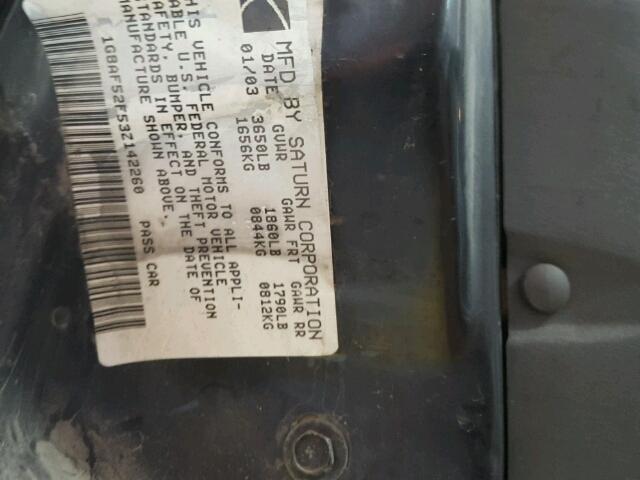 MFD BY SATURN CORPORATION
DATE GVWR GAWR FRT GAWR RR
01/03 3650LB 1860LB 1790LB
1656KG 0844KG 0812KG
THIS VEHICLE CONFORMS TO ALL APPLI-
ABLE U.S. FEDERAL MOTOR VEHICLE
SAFETY, BUMPER, AND THEFT PREVENTION
STANDARDS IN EFFECT ON THE DATE OF
MANUFACTURE SHOWN ABOVE.
1G8AF52F53Z142260 PASS CAR